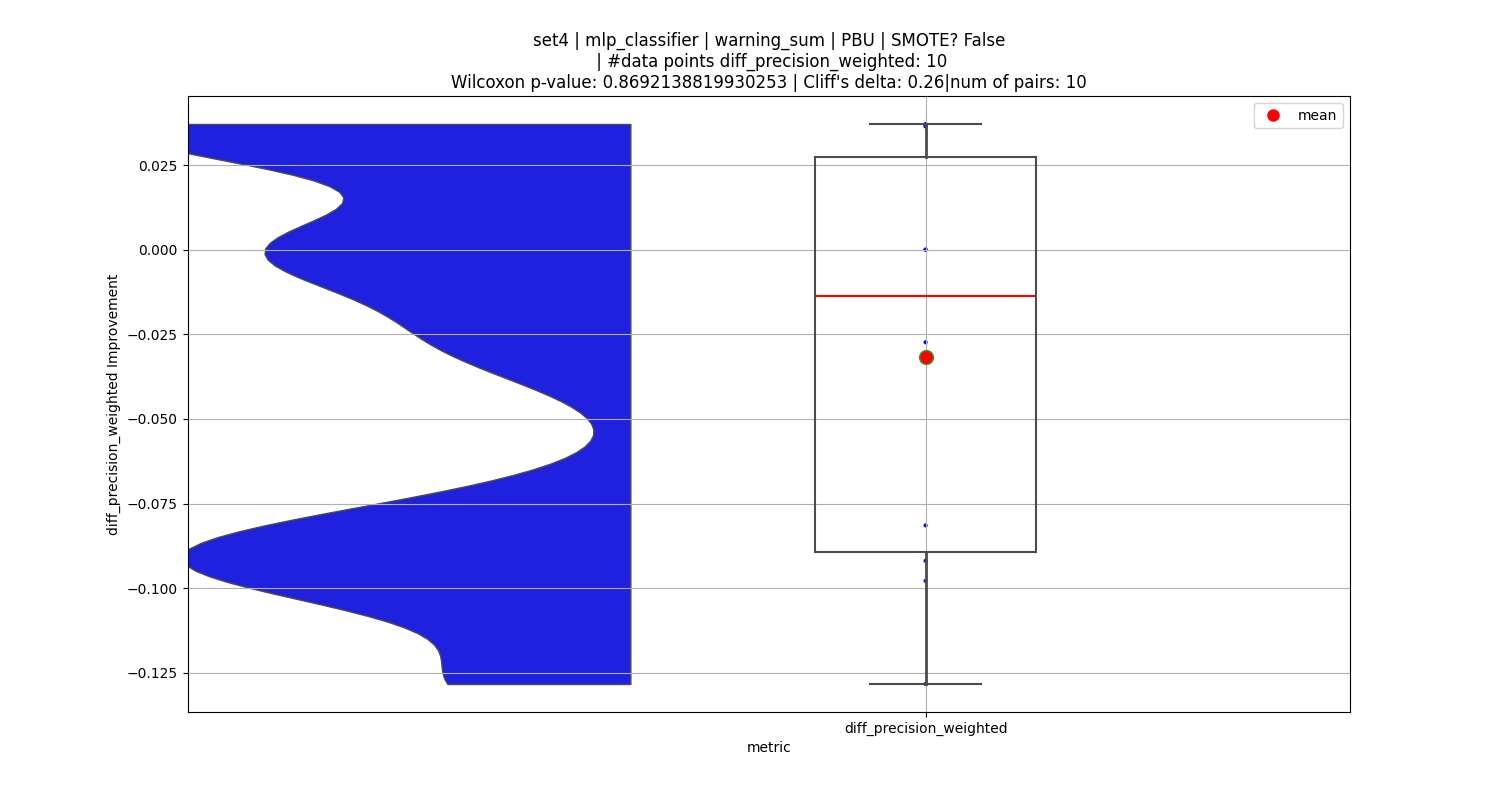 set4 | mlp_classifier | warning_sum | PBU | SMOTE? False
| #data points diff_precision_weighted: 10
Wilcoxon p-value: 0.8692138819930253 | Cliff's delta: 0.26|num of pairs: 10
mean
diff_precision_weighted Improvement
0.025
0.000
−0.025
−0.050
−0.075
−0.100
−0.125
diff_precision_weighted
metric